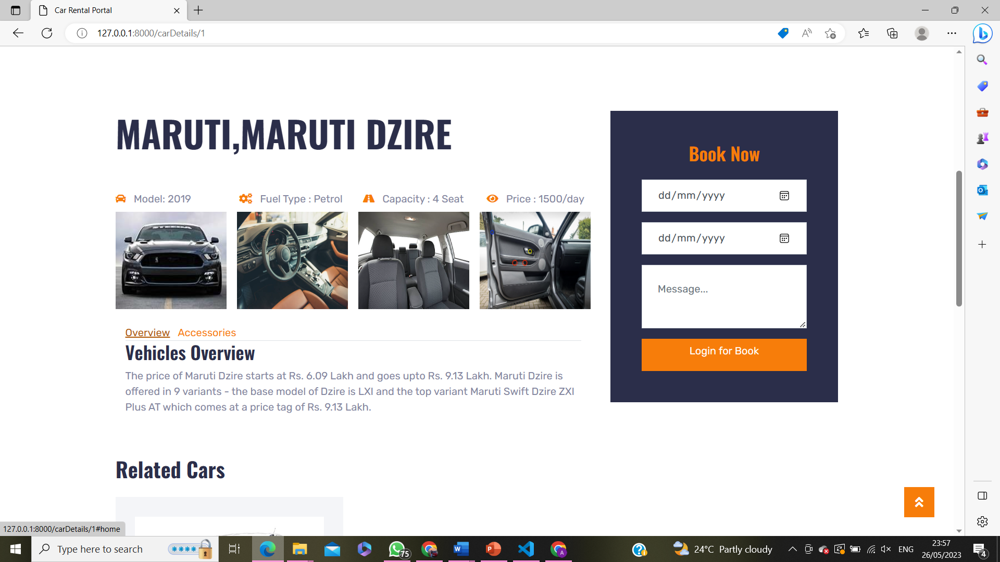 Car Rental Portal
127.0.0.1:8000/carDetails/1
MARUTI,MARUTI DZIRE
Model: 2019
Fuel Type : Petrol
Capacity : 4 Seat
Price : 1500/day
Overview
Accessories
Vehicles Overview
The price of Maruti Dzire starts at Rs. 6.09 Lakh and goes upto Rs. 9.13 Lakh. Maruti Dzire is
offered in 9 variants - the base model of Dzire is LXI and the top variant Maruti Swift Dzire ZXI
Plus AT which comes at a price tag of Rs. 9.13 Lakh.
Book Now
dd/mm/yyyy
dd/mm/yyyy
Message...
Login for Book
Related Cars
127.0.0.1:8000/carDetails/1#home
Type here to search
75
24°C Partly cloudy
ENG
23:57
26/05/2023
4